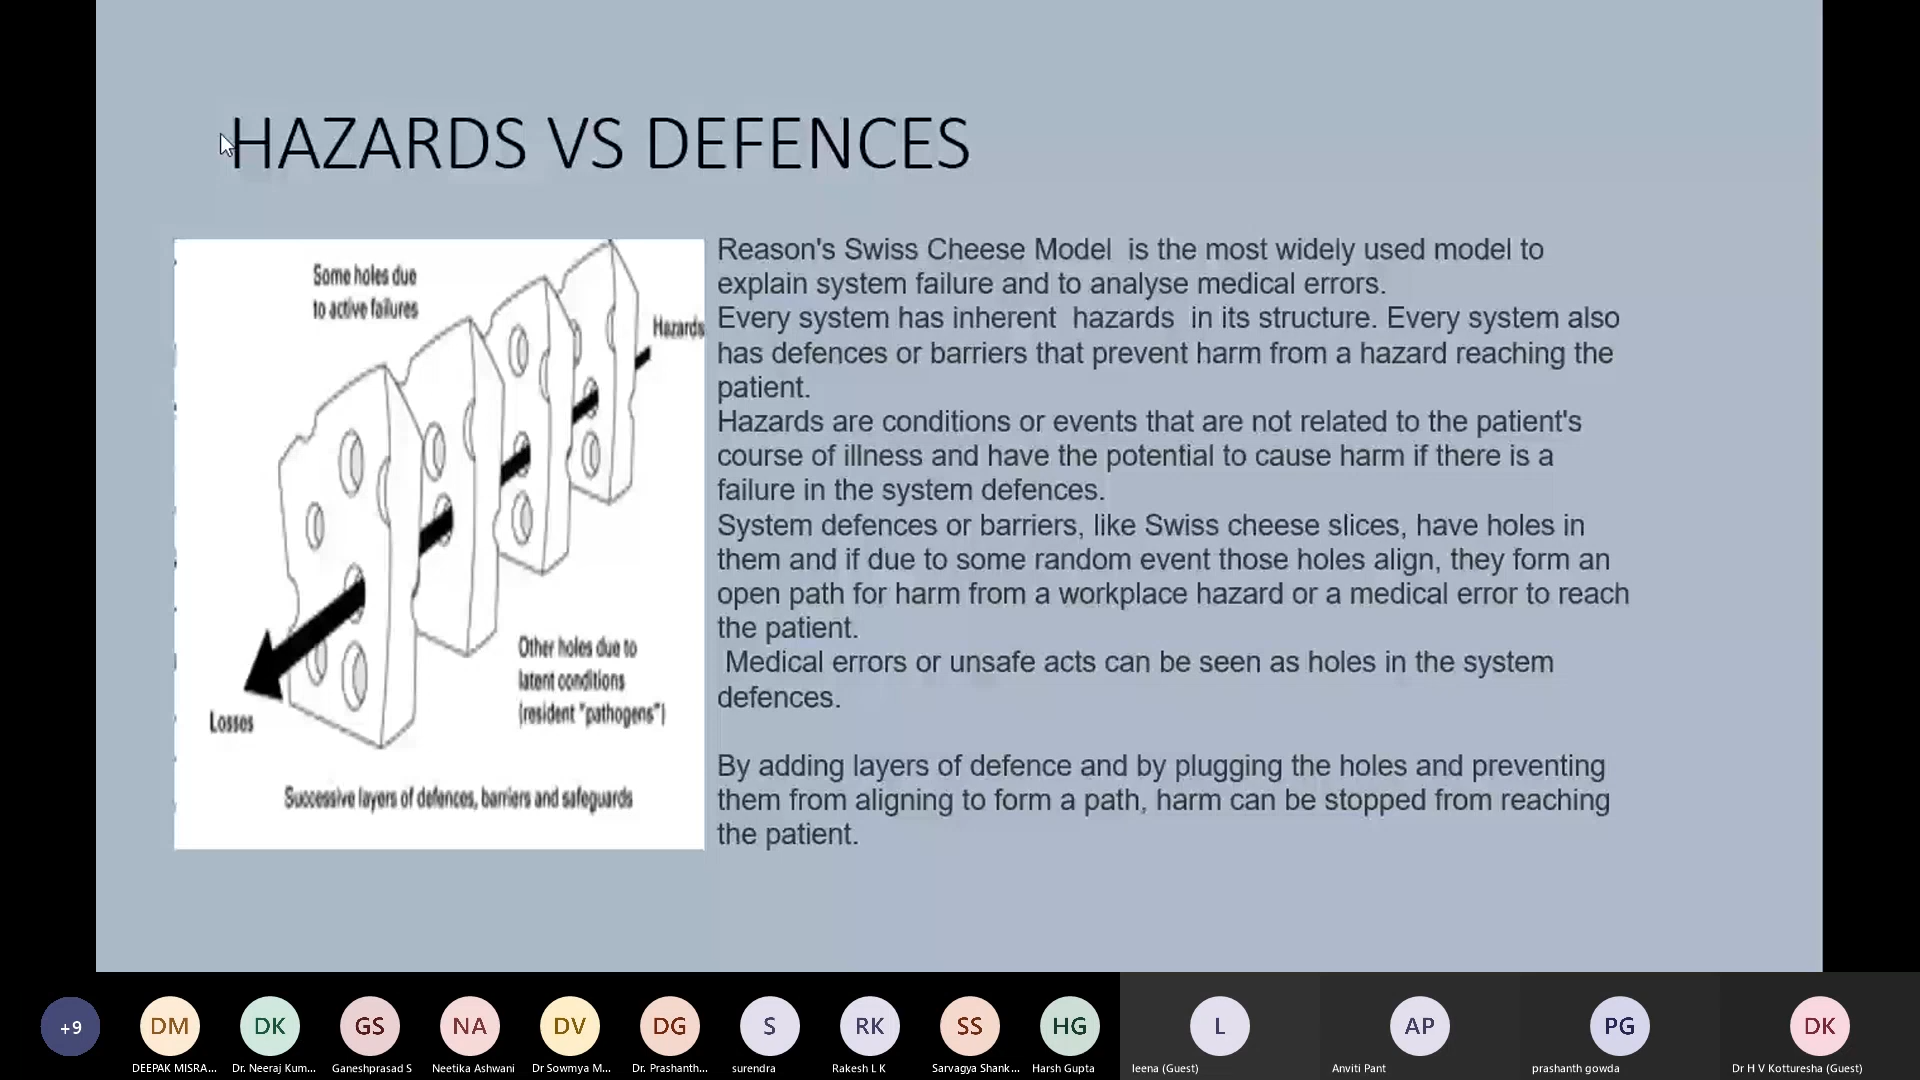 HAZARDS VS DEFENCES
Some holes due
to active failures
Hazards
Other holes due to
latent conditions
(resident "pathogens")
Losses
Successive layers of defences, barriers and safeguards
Reason's Swiss Cheese Model is the most widely used model to
explain system failure and to analyse medical errors.
Every system has inherent hazards in its structure. Every system also
has defences or barriers that prevent harm from a hazard reaching the
patient.
Hazards are conditions or events that are not related to the patient's
course of illness and have the potential to cause harm if there is a
failure in the system defences.
System defences or barriers, like Swiss cheese slices, have holes in
them and if due to some random event those holes align, they form an
open path for harm from a workplace hazard or a medical error to reach
the patient.
Medical errors or unsafe acts can be seen as holes in the system
defences.
By adding layers of defence and by plugging the holes and preventing
them from aligning to form a path, harm can be stopped from reaching
the patient.
+9 DM DK GS NA DV DG S RK SS HG L AP PG DK
DEEPAK MISRA... Dr. Neeraj Kum... Ganeshprasad S Neetika Ashwani Dr Sowmya M... Dr. Prashanth... surendra Rakesh L K Sarvagya Shank... Harsh Gupta leena (Guest) Anviti Pant prashanth gowda Dr H V Kotturesha (Guest)